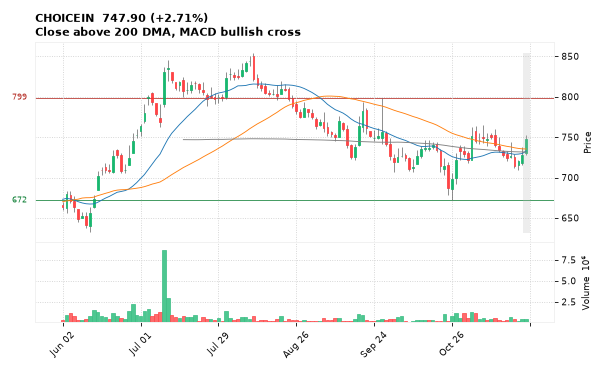 CHOICEIN 747.90 (+2.71%)
Close above 200 DMA, MACD bullish cross
850
799
800
750
Price
700
672
650
7.5
5.0
2.5
Volume 10⁶
Jun 02
Jul 01
Jul 29
Aug 26
Sep 24
Oct 26